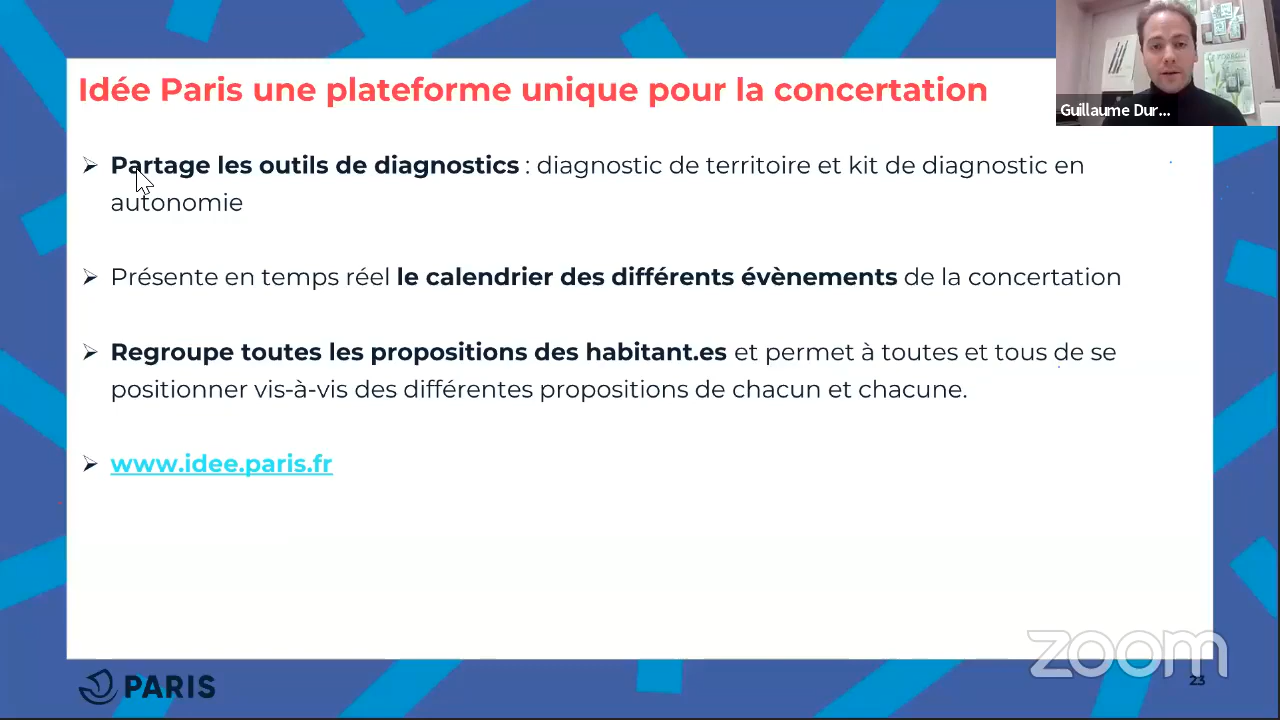 Idée Paris une plateforme unique pour la concertation
Guillaume Dur...
➢ Partage les outils de diagnostics : diagnostic de territoire et kit de diagnostic en
autonomie
➢ Présente en temps réel le calendrier des différents évènements de la concertation
➢ Regroupe toutes les propositions des habitant.es et permet à toutes et tous de se
positionner vis-à-vis des différentes propositions de chacun et chacune.
➢ www.idee.paris.fr
zoom
PARIS
23